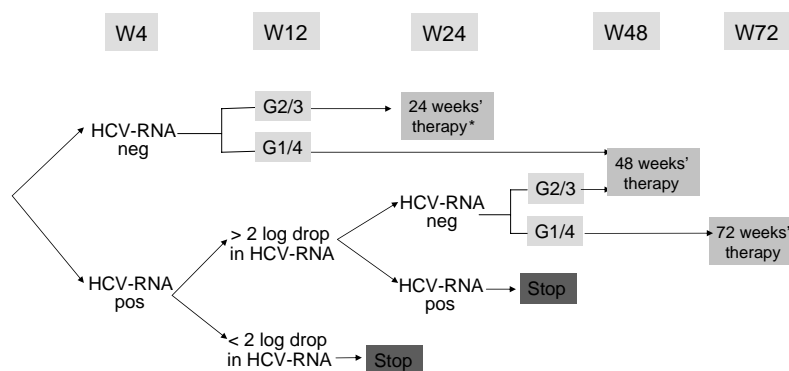 W4 W12 W24 W48 W72
G2/3
24 weeks'
therapy*
HCV-RNA
neg
G1/4
48 weeks'
therapy
HCV-RNA
neg
G2/3
G1/4
72 weeks'
therapy
> 2 log drop
in HCV-RNA
HCV-RNA
pos
HCV-RNA
pos
Stop
< 2 log drop
in HCV-RNA
Stop